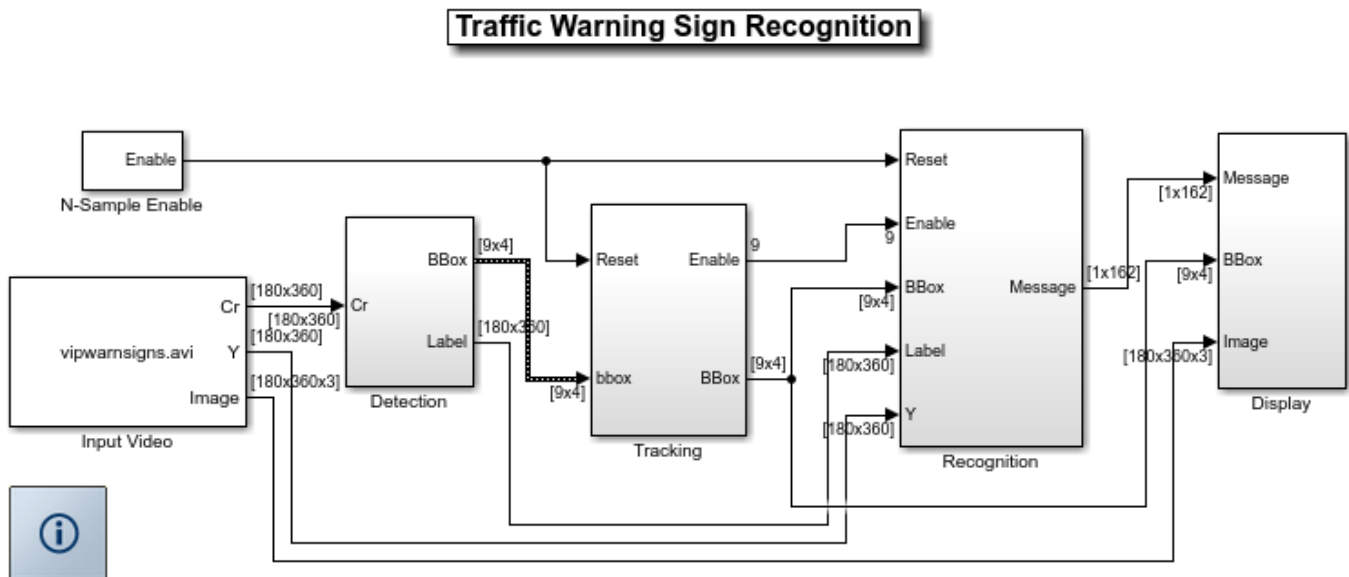 Traffic Warning Sign Recognition
Enable
N-Sample Enable
Cr
[180x360]
[180x360]
Y
[180x360]
vipwarnsigns.avi
Image
[180x360x3]
Input Video
Cr
BBox
[9x4]
Label
[180x360]
Detection
Reset
Enable
9
bbox
[9x4]
BBox
[9x4]
Tracking
Reset
Enable
9
BBox
[9x4]
Label
[180x360]
Y
[180x360]
Message
[1x162]
Recognition
Message
[1x162]
BBox
[9x4]
Image
[180x360x3]
Display
i